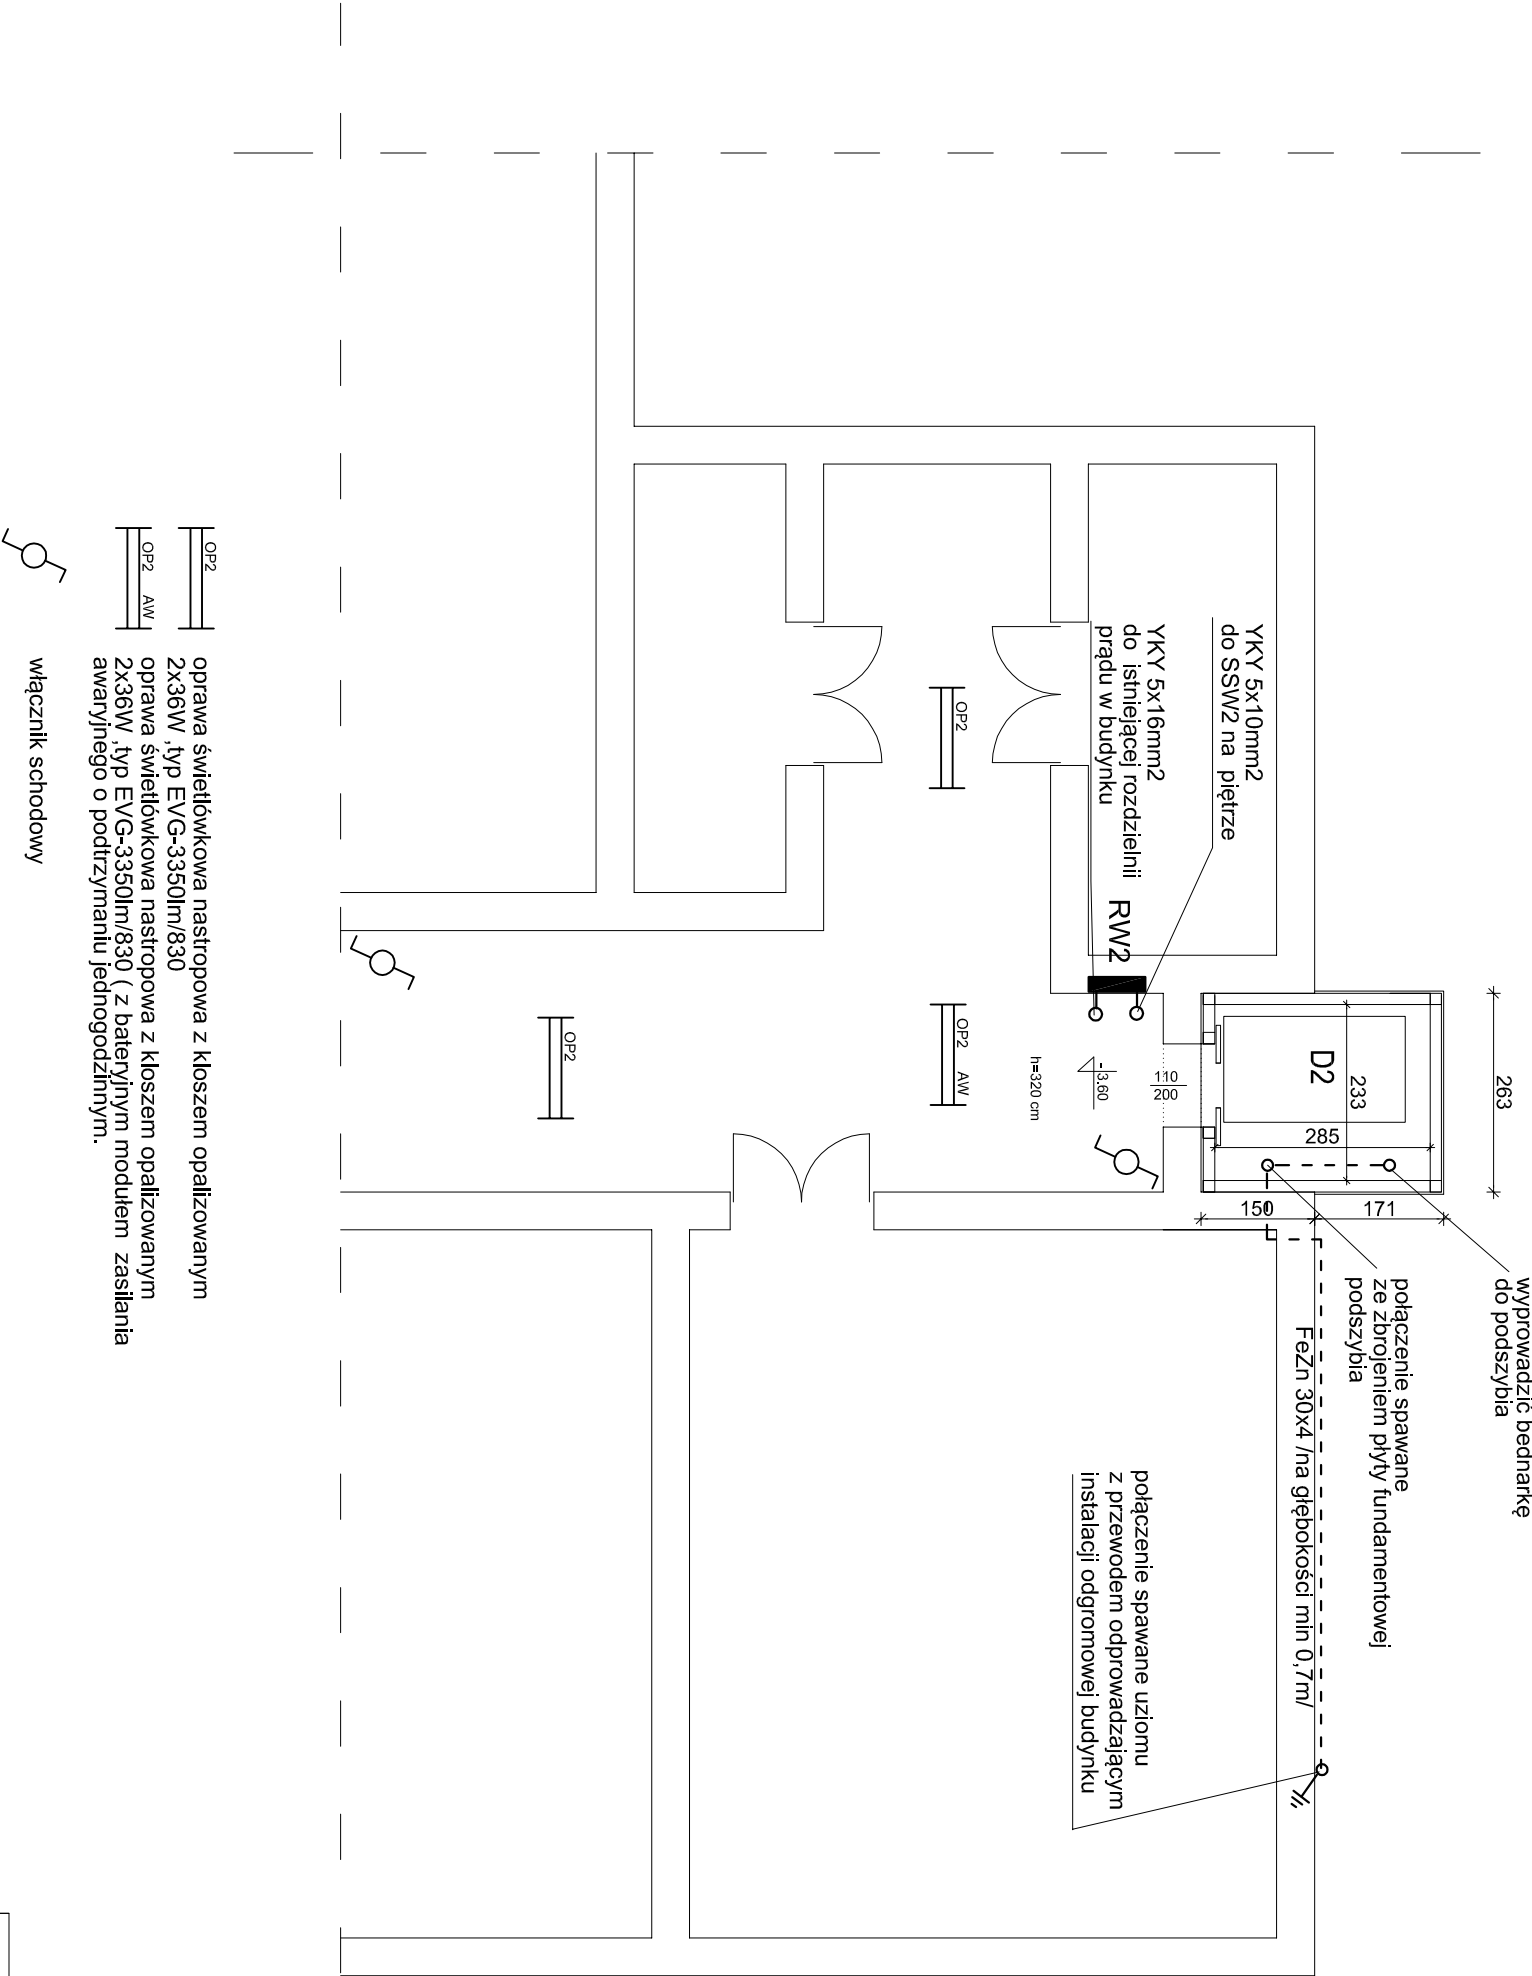 wyprowadzić bednarkę
do podszybia
połączenie spawane
ze zbrojeniem płyty fundamentowej
podszybia
FeZn 30x4 /na głębokości min 0,7m/
263
233
285
D2
150
171
YKY 5x10mm2
do SSW2 na piętrze
YKY 5x16mm2
do istniejącej rozdzielnii
prądu w budynku
RW2
110
200
-3.60
h=320 cm
połączenie spawane uziomu
z przewodem odprowadzającym
instalacji odgromowej budynku
OP2
OP2 AW
OP2
OP2
oprawa świetlówkowa nastropowa z kloszem opalizowanym
2x36W ,typ EVG-3350lm/830
OP2 AW
oprawa świetlówkowa nastropowa z kloszem opalizowanym
2x36W ,typ EVG-3350lm/830 ( z bateryjnym modułem zasilania
awaryjnego o podtrzymaniu jednogodzinnym.
włącznik schodowy